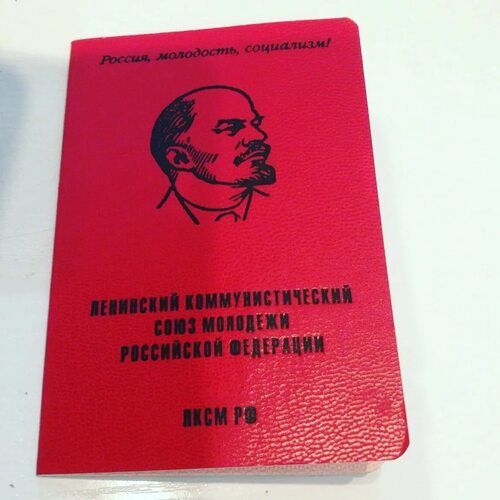 Россия, молодость, социализм!
ЛЕНИНСКИЙ КОММУНИСТИЧЕСКИЙ
СОЮЗ МОЛОДЕЖИ
РОССИЙСКОЙ ФЕДЕРАЦИИ
ЛКСМ РФ